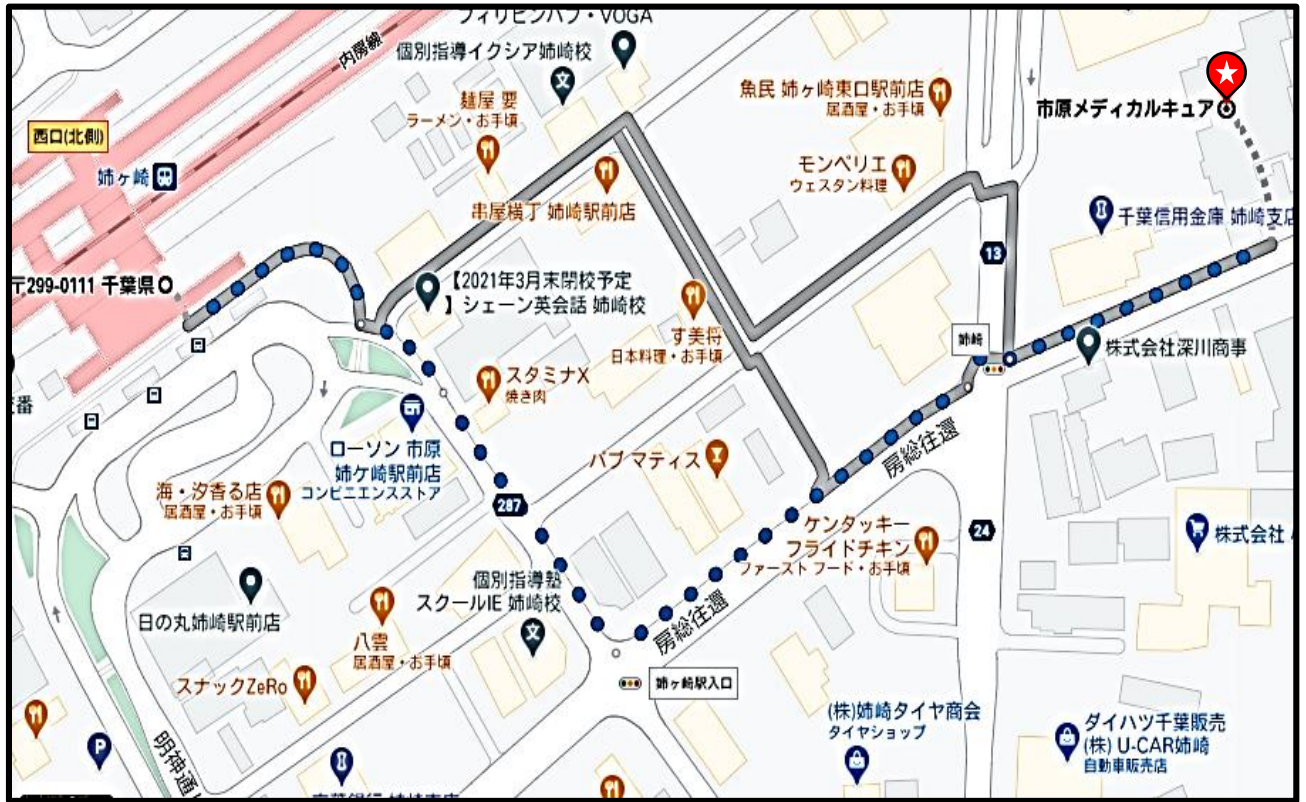 フィリピンパブ・VOGA
内房線
個別指導イクシア姉崎校
麺屋 要
ラーメン・お手頃
魚民 姉ヶ崎東口駅前店
居酒屋・お手頃
市原メディカルキュア
西口(北側)
姉ヶ崎
モンペリエ
ウェスタン料理
串屋横丁 姉崎駅前店
千葉信用金庫 姉崎支店
13
〒299-0111 千葉県
【2021年3月末閉校予定
】シェーン英会話 姉崎校
す美将
日本料理・お手頃
姉崎
株式会社深川商事
スタミナX
焼き肉
番
ローソン 市原
姉ケ崎駅前店
コンビニエンスストア
パブ マティス
房総往還
海・汐香る店
居酒屋・お手頃
287
ケンタッキー
フライドチキン
ファースト フード・お手頃
24
株式会社
個別指導塾
スクールIE 姉崎校
日の丸姉崎駅前店
房総往還
八雲
居酒屋・お手頃
スナックZeRo
姉ヶ崎駅入口
(株)姉崎タイヤ商会
タイヤショップ
ダイハツ千葉販売
(株) U-CAR姉崎
自動車販売店
明神通
P